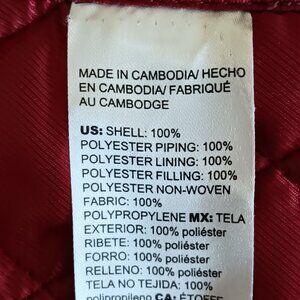 MADE IN CAMBODIA/ HECHO
EN CAMBODIA/ FABRIQUÉ
AU CAMBODGE
US: SHELL: 100%
POLYESTER PIPING: 100%
POLYESTER LINING: 100%
POLYESTER FILLING: 100%
POLYESTER NON-WOVEN
FABRIC: 100%
POLYPROPYLENE MX: TELA
EXTERIOR: 100% poliéster
RIBETE: 100% poliéster
FORRO: 100% poliéster
RELLENO: 100% poliéster
TELA NO TEJIDO: 100%
polipropileno CA: ÉTOFFE